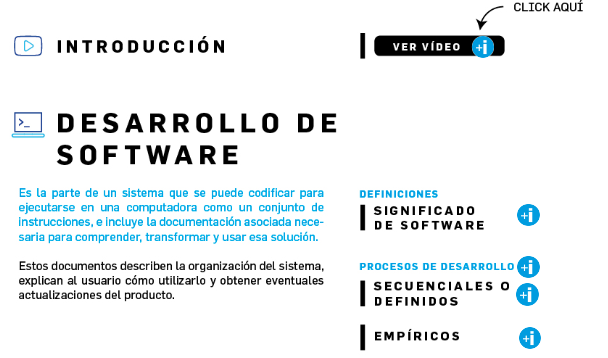 CLICK AQUÍ
INTRODUCCIÓN
VER VÍDEO +i
DESARROLLO DE
SOFTWARE
Es la parte de un sistema que se puede codificar para
ejecutarse en una computadora como un conjunto de
instrucciones, e incluye la documentación asociada nece-
saria para comprender, transformar y usar esa solución.
Estos documentos describen la organización del sistema,
explican al usuario cómo utilizarlo y obtener eventuales
actualizaciones del producto.
DEFINICIONES
SIGNIFICADO
DE SOFTWARE +i
PROCESOS DE DESARROLLO +i
SECUENCIALES O
DEFINIDOS +i
EMPÍRICOS +i